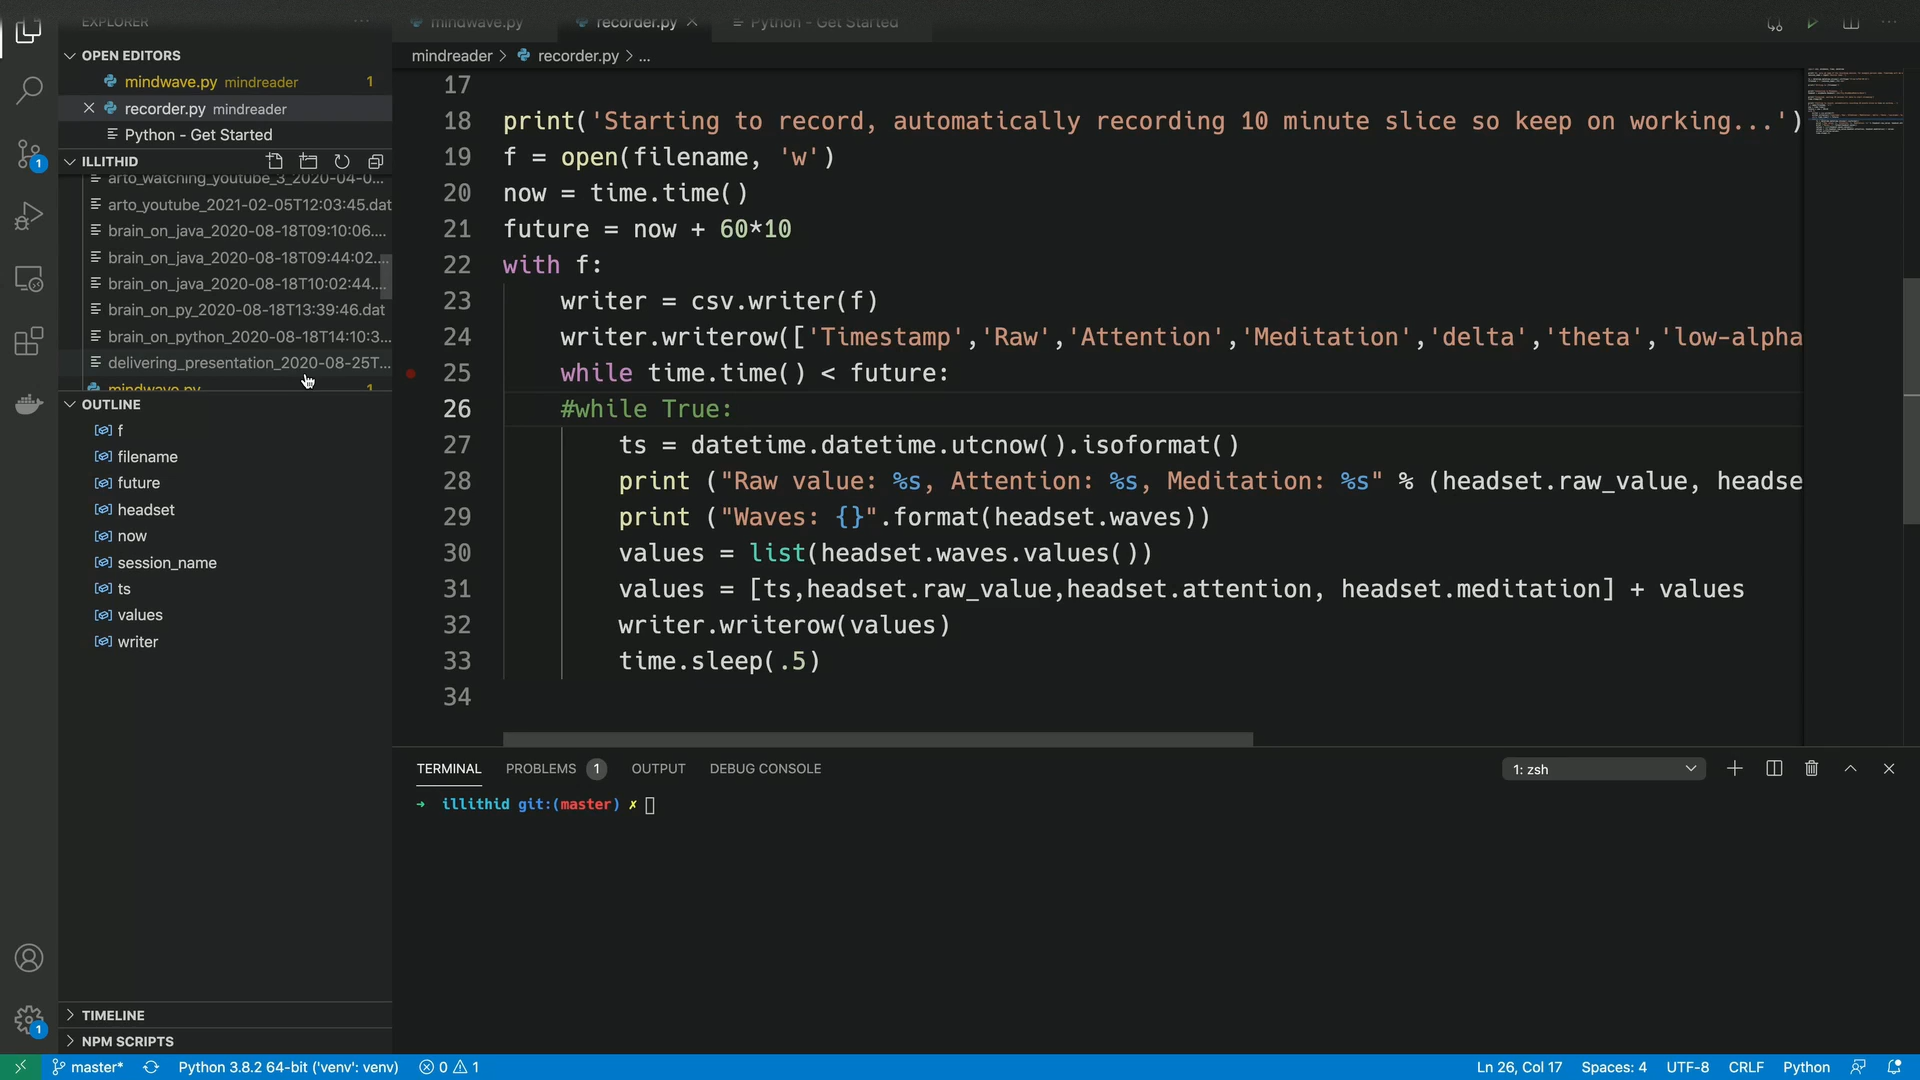 EXPLORER
OPEN EDITORS
mindwave.py mindreader 1
recorder.py mindreader
Python - Get Started
ILLITHID
arto_watching_youtube_3_2020-04-0...
arto_youtube_2021-02-05T12:03:45.dat
brain_on_java_2020-08-18T09:10:06....
brain_on_java_2020-08-18T09:44:02....
brain_on_java_2020-08-18T10:02:44....
brain_on_py_2020-08-18T13:39:46.dat
brain_on_python_2020-08-18T14:10:3...
delivering_presentation_2020-08-25T...
mindwave.py 1
OUTLINE
f
filename
future
headset
now
session_name
ts
values
writer
TIMELINE
NPM SCRIPTS
1
1
mindwave.py
recorder.py
Python - Get Started
mindreader > recorder.py > ...
17
18 print('Starting to record, automatically recording 10 minute slice so keep on working...')
19 f = open(filename, 'w')
20 now = time.time()
21 future = now + 60*10
22 with f:
23 writer = csv.writer(f)
24 writer.writerow(['Timestamp','Raw','Attention','Meditation','delta','theta','low-alpha
25 while time.time() < future:
26 #while True:
27 ts = datetime.datetime.utcnow().isoformat()
28 print ("Raw value: %s, Attention: %s, Meditation: %s" % (headset.raw_value, headse
29 print ("Waves: {}".format(headset.waves))
30 values = list(headset.waves.values())
31 values = [ts,headset.raw_value,headset.attention, headset.meditation] + values
32 writer.writerow(values)
33 time.sleep(.5)
34
TERMINAL PROBLEMS 1 OUTPUT DEBUG CONSOLE 1: zsh
→ illithid git:(master) ✗
master* Python 3.8.2 64-bit ('venv': venv) 0 1 Ln 26, Col 17 Spaces: 4 UTF-8 CRLF Python